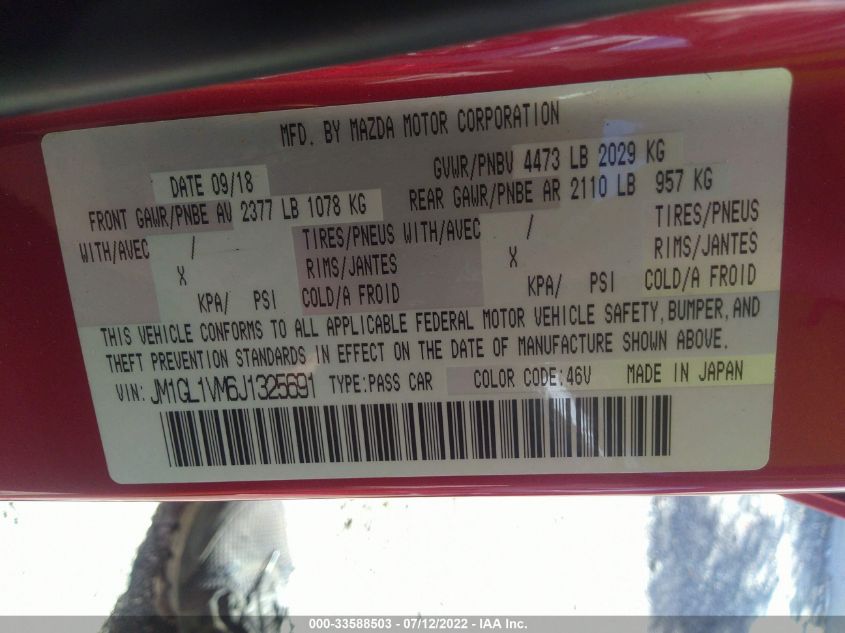 MFD. BY MAZDA MOTOR CORPORATION
DATE 09/18 GVWR/PNBV 4473 LB 2029 KG
FRONT GAWR/PNBE AV 2377 LB 1078 KG REAR GAWR/PNBE AR 2110 LB 957 KG
WITH/AVEC / TIRES/PNEUS WITH/AVEC / TIRES/PNEUS
X RIMS/JANTES X RIMS/JANTES
KPA/ PSI COLD/A FROID KPA/ PSI COLD/A FROID
THIS VEHICLE CONFORMS TO ALL APPLICABLE FEDERAL MOTOR VEHICLE SAFETY, BUMPER, AND
THEFT PREVENTION STANDARDS IN EFFECT ON THE DATE OF MANUFACTURE SHOWN ABOVE.
VIN: JM1GL1VM6J1325691 TYPE:PASS CAR COLOR CODE:46V MADE IN JAPAN
000-33588503 - 07/12/2022 - IAA Inc.